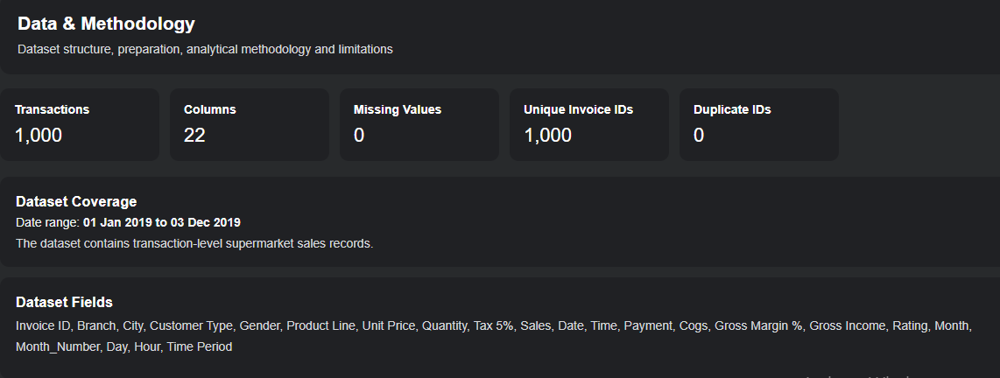 Data & Methodology
Dataset structure, preparation, analytical methodology and limitations
Transactions
1,000
Columns
22
Missing Values
0
Unique Invoice IDs
1,000
Duplicate IDs
0
Dataset Coverage
Date range: 01 Jan 2019 to 03 Dec 2019
The dataset contains transaction-level supermarket sales records.
Dataset Fields
Invoice ID, Branch, City, Customer Type, Gender, Product Line, Unit Price, Quantity, Tax 5%, Sales, Date, Time, Payment, Cogs, Gross Margin %, Gross Income, Rating, Month,
Month_Number, Day, Hour, Time Period